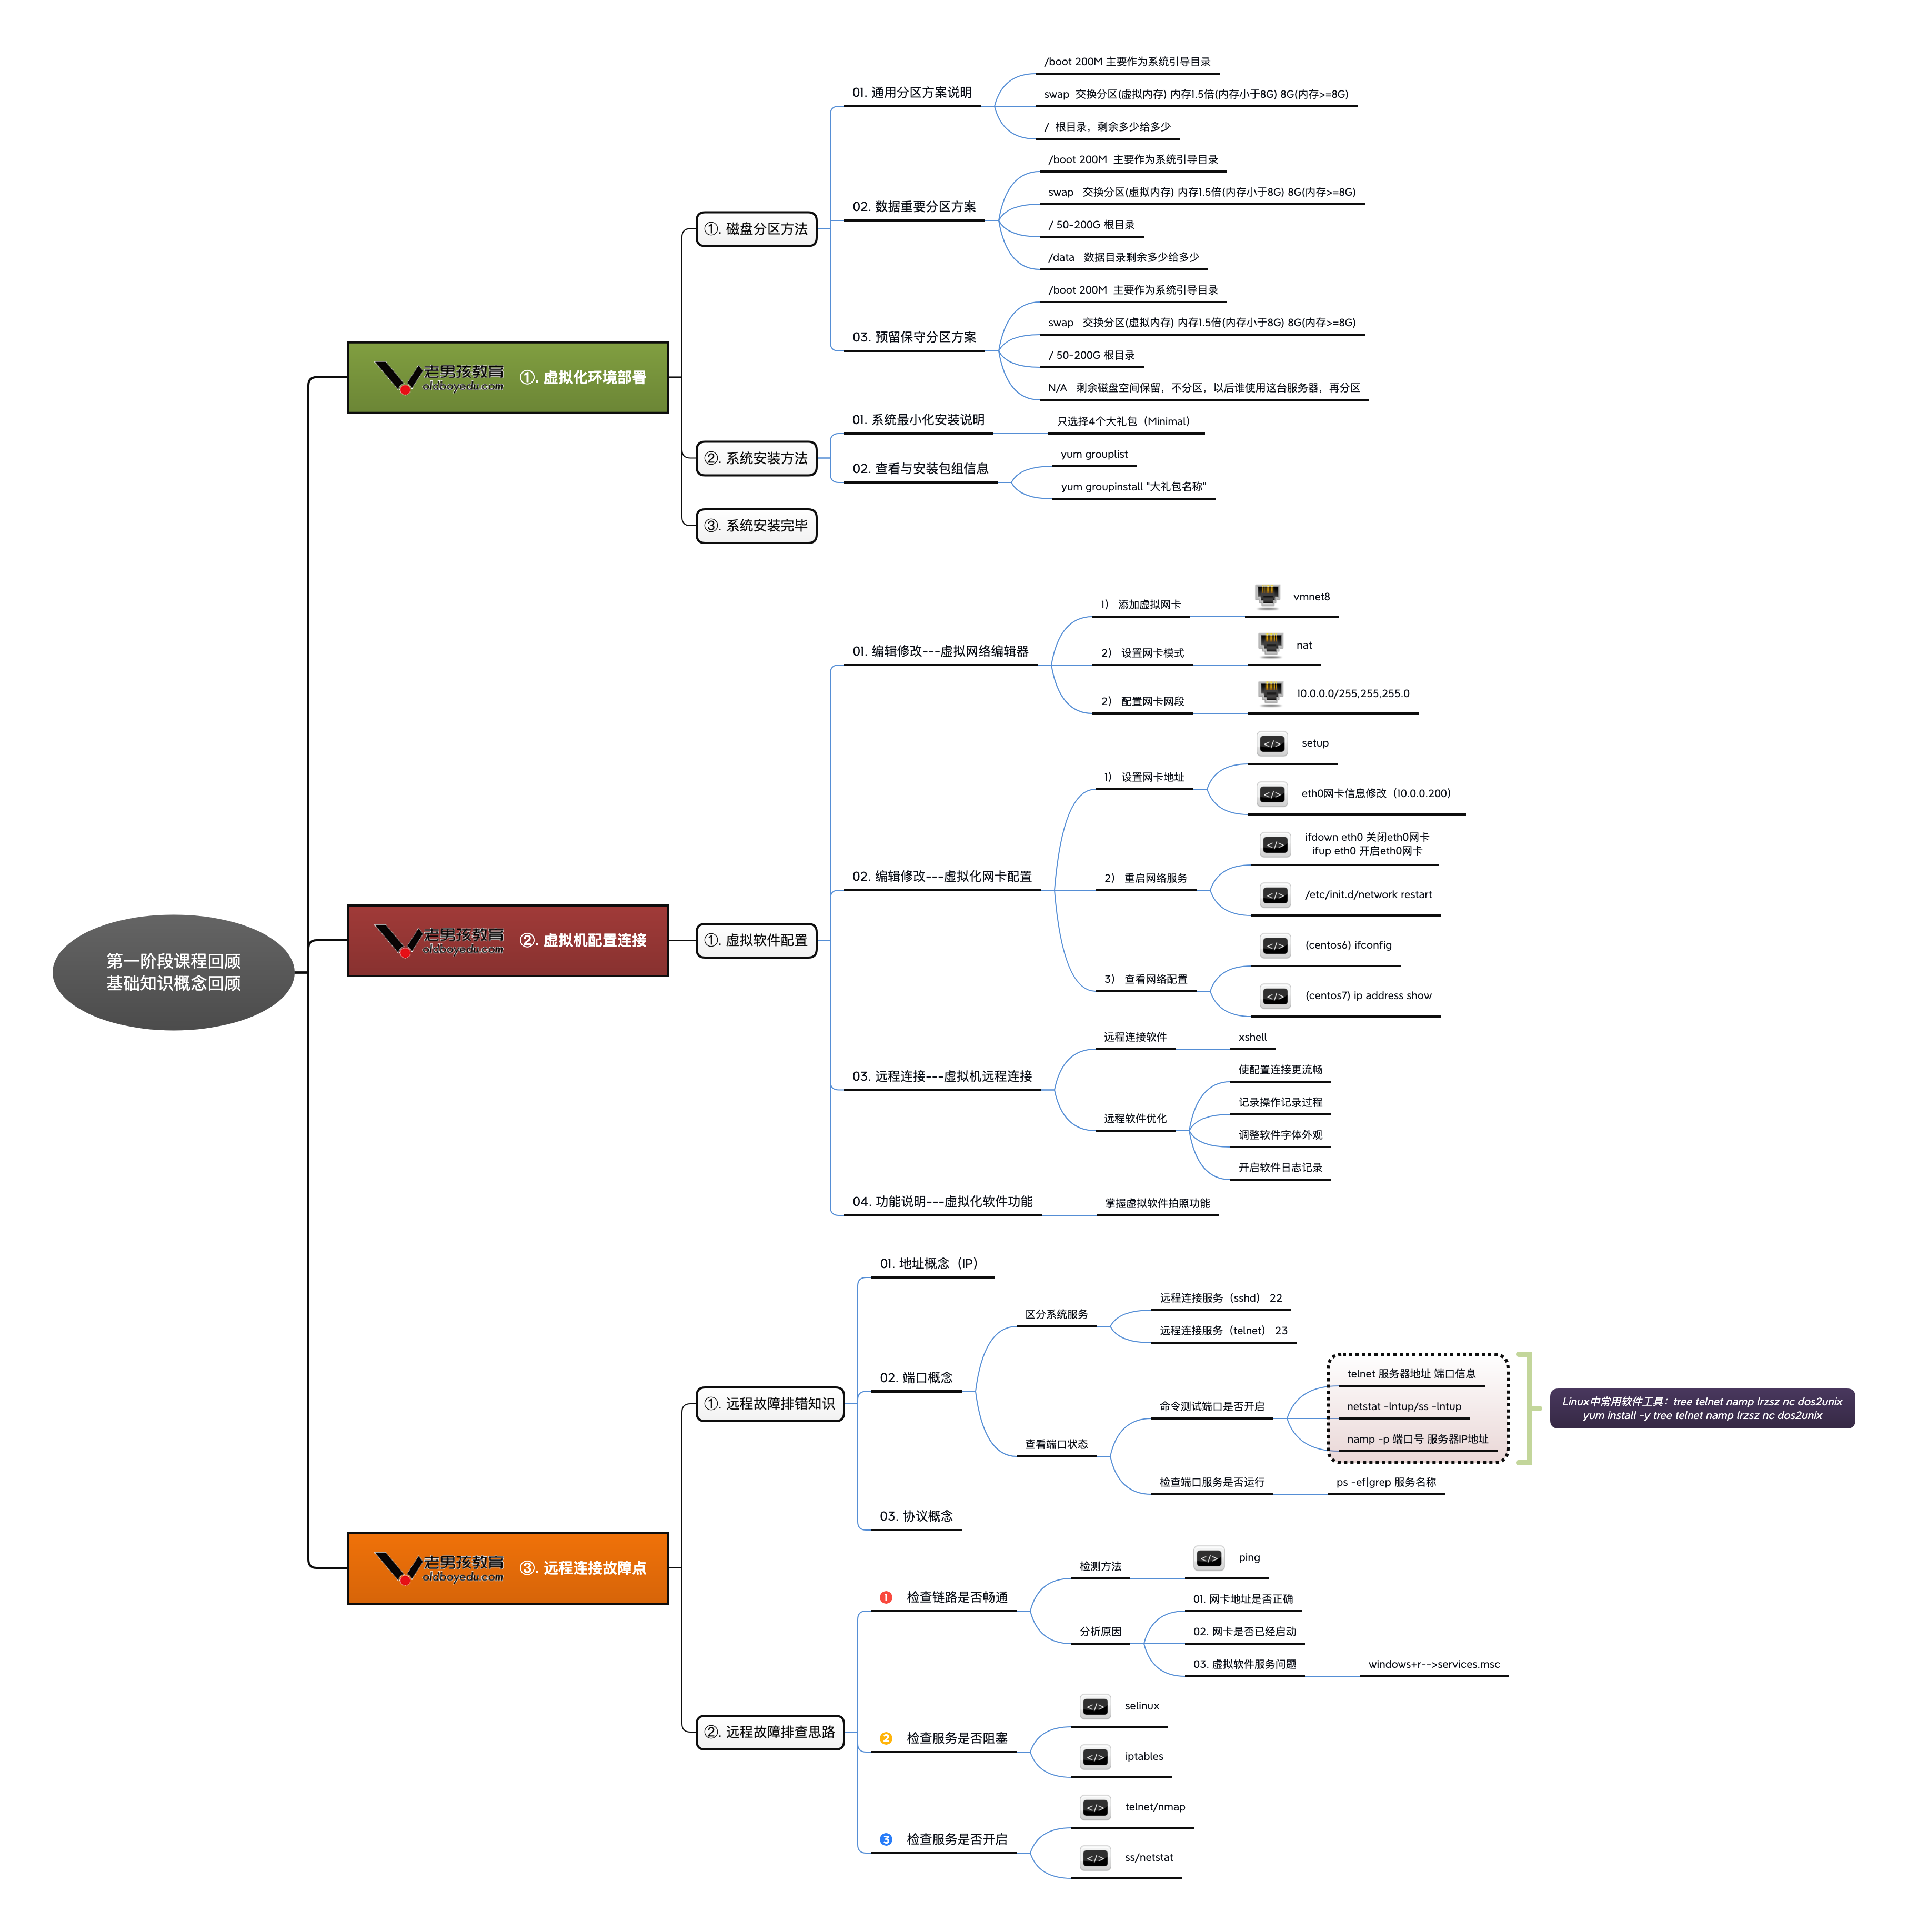 第一阶段课程回顾
基础知识概念回顾
老男孩教育
oldboyedu.com
①. 虚拟化环境部署
①. 磁盘分区方法
01. 通用分区方案说明
/boot 200M 主要作为系统引导目录
swap 交换分区(虚拟内存) 内存1.5倍(内存小于8G) 8G(内存>=8G)
/ 根目录，剩余多少给多少
02. 数据重要分区方案
/boot 200M 主要作为系统引导目录
swap 交换分区(虚拟内存) 内存1.5倍(内存小于8G) 8G(内存>=8G)
/ 50-200G 根目录
/data 数据目录剩余多少给多少
03. 预留保守分区方案
/boot 200M 主要作为系统引导目录
swap 交换分区(虚拟内存) 内存1.5倍(内存小于8G) 8G(内存>=8G)
/ 50-200G 根目录
N/A 剩余磁盘空间保留，不分区，以后谁使用这台服务器，再分区
②. 系统安装方法
01. 系统最小化安装说明
只选择4个大礼包（Minimal）
02. 查看与安装包组信息
yum grouplist
yum groupinstall "大礼包名称"
③. 系统安装完毕
老男孩教育
oldboyedu.com
②. 虚拟机配置连接
①. 虚拟软件配置
01. 编辑修改---虚拟网络编辑器
1） 添加虚拟网卡
vmnet8
2） 设置网卡模式
nat
2） 配置网卡网段
10.0.0.0/255,255,255.0
02. 编辑修改---虚拟化网卡配置
1） 设置网卡地址
setup
eth0网卡信息修改（10.0.0.200）
2） 重启网络服务
ifdown eth0 关闭eth0网卡
ifup eth0 开启eth0网卡
/etc/init.d/network restart
3） 查看网络配置
(centos6) ifconfig
(centos7) ip address show
03. 远程连接---虚拟机远程连接
远程连接软件
xshell
远程软件优化
使配置连接更流畅
记录操作记录过程
调整软件字体外观
开启软件日志记录
04. 功能说明---虚拟化软件功能
掌握虚拟软件拍照功能
老男孩教育
oldboyedu.com
③. 远程连接故障点
①. 远程故障排错知识
01. 地址概念（IP）
02. 端口概念
区分系统服务
远程连接服务（sshd） 22
远程连接服务（telnet） 23
查看端口状态
命令测试端口是否开启
telnet 服务器地址 端口信息
netstat -lntup/ss -lntup
namp -p 端口号 服务器IP地址
Linux中常用软件工具：tree telnet namp lrzsz nc dos2unix
yum install -y tree telnet namp lrzsz nc dos2unix
检查端口服务是否运行
ps -ef|grep 服务名称
03. 协议概念
②. 远程故障排查思路
1 检查链路是否畅通
检测方法
ping
分析原因
01. 网卡地址是否正确
02. 网卡是否已经启动
03. 虚拟软件服务问题
windows+r-->services.msc
2 检查服务是否阻塞
selinux
iptables
3 检查服务是否开启
telnet/nmap
ss/netstat